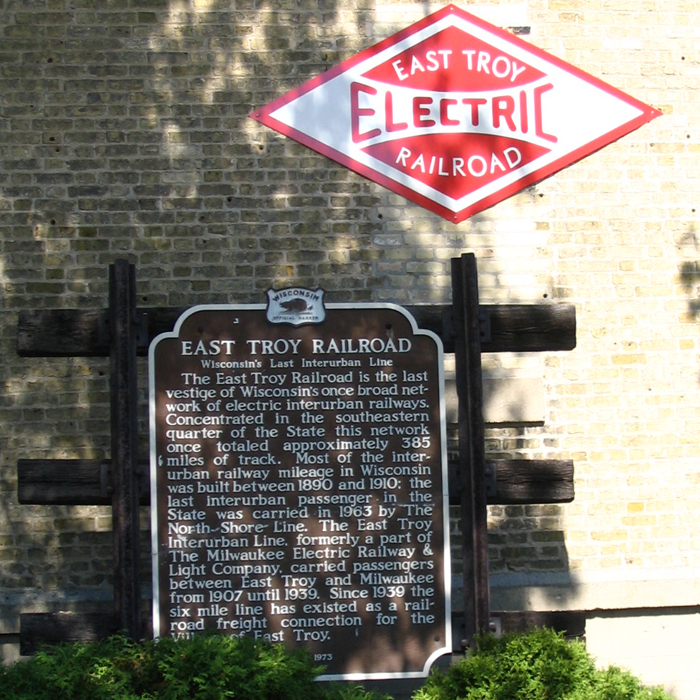 EAST TROY
ELECTRIC
RAILROAD
WISCONSIN
OFFICIAL MARKER
EAST TROY RAILROAD
Wisconsin's Last Interurban Line
The East Troy Railroad is the last
vestige of Wisconsin's once broad net-
work of electric interurban railways.
Concentrated in the southeastern
quarter of the State this network
once totaled approximately 385
miles of track. Most of the inter-
urban railway mileage in Wisconsin
was built between 1890 and 1910; the
last interurban passenger in the
State was carried in 1963 by The
North Shore Line. The East Troy
Interurban Line, formerly a part of
The Milwaukee Electric Railway &
Light Company, carried passengers
between East Troy and Milwaukee
from 1907 until 1939. Since 1939 the
six mile line has existed as a rail-
road freight connection for the
Village of East Troy.
1973